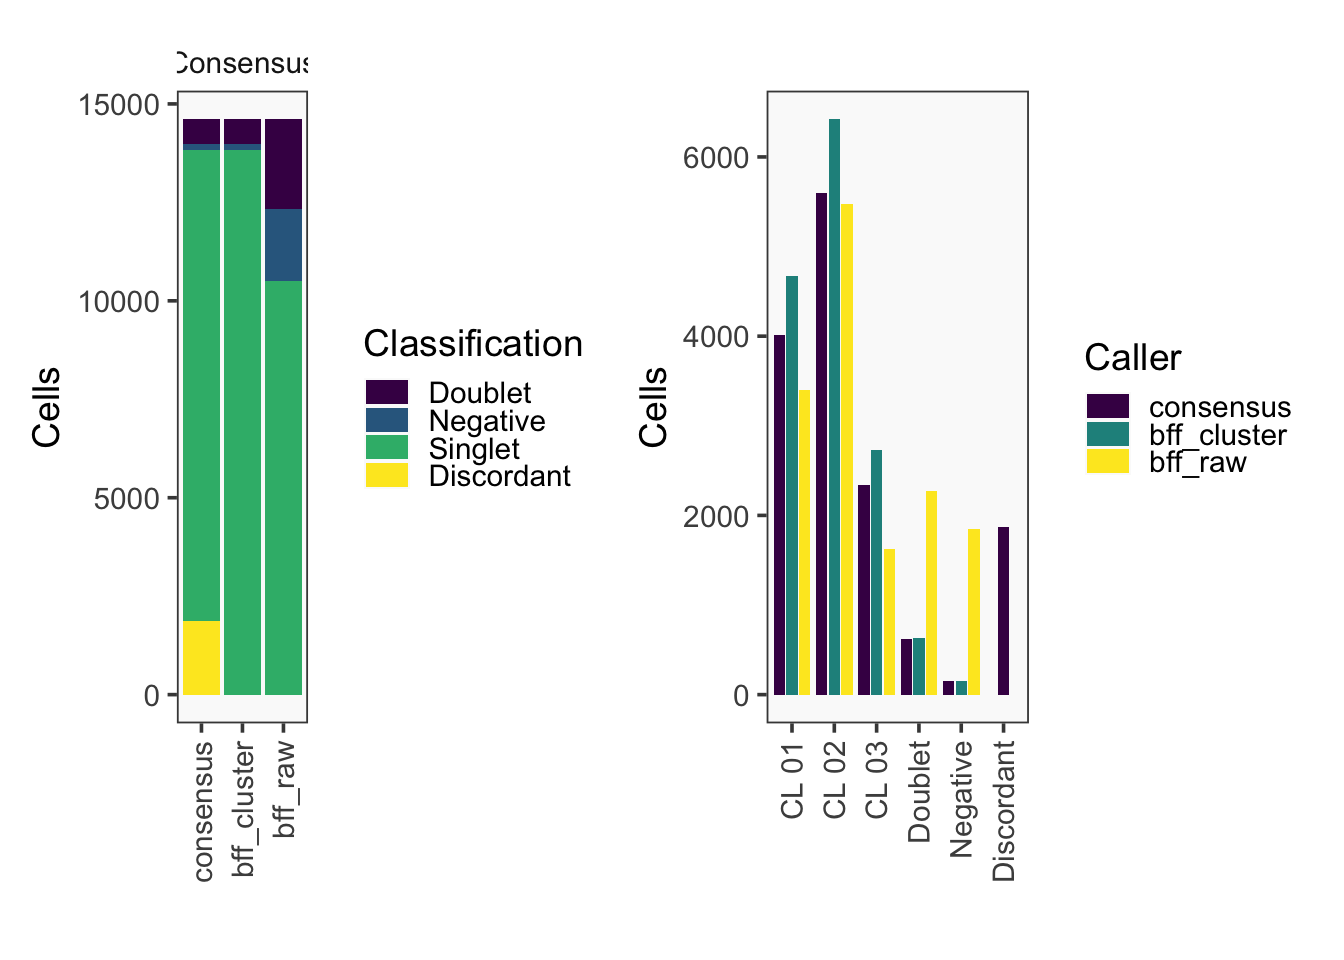 Consensus
15000
10000
5000
0
Cells
consensus
bff_cluster
bff_raw
Classification
Doublet
Negative
Singlet
Discordant
6000
4000
2000
0
Cells
CL 01
CL 02
CL 03
Doublet
Negative
Discordant
Caller
consensus
bff_cluster
bff_raw